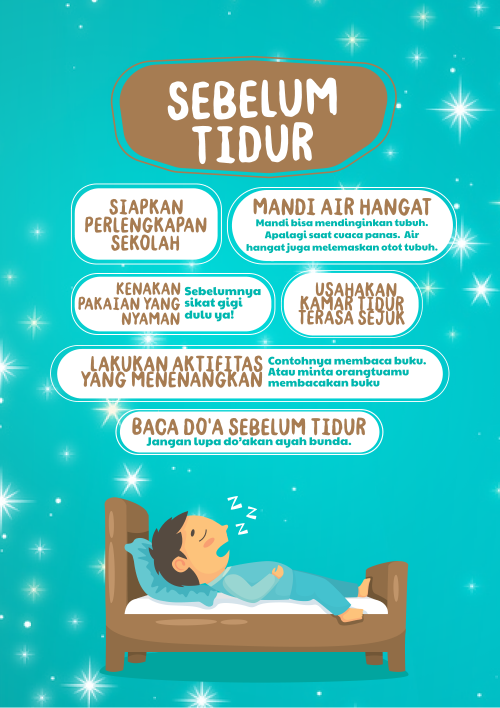 SEBELUM
TIDUR
SIAPKAN
PERLENGKAPAN
SEKOLAH
MANDI AIR HANGAT
Mandi bisa mendinginkan tubuh.
Apalagi saat cuaca panas. Air
hangat juga melemaskan otot tubuh.
KENAKAN
PAKAIAN YANG
NYAMAN
Sebelumnya
sikat gigi
dulu ya!
USAHAKAN
KAMAR TIDUR
TERASA SEJUK
LAKUKAN AKTIFITAS
YANG MENENANGKAN
Contohnya membaca buku.
Atau minta orangtuamu
membacakan buku
BACA DO'A SEBELUM TIDUR
Jangan lupa do'akan ayah bunda.
Z
Z
Z
Z